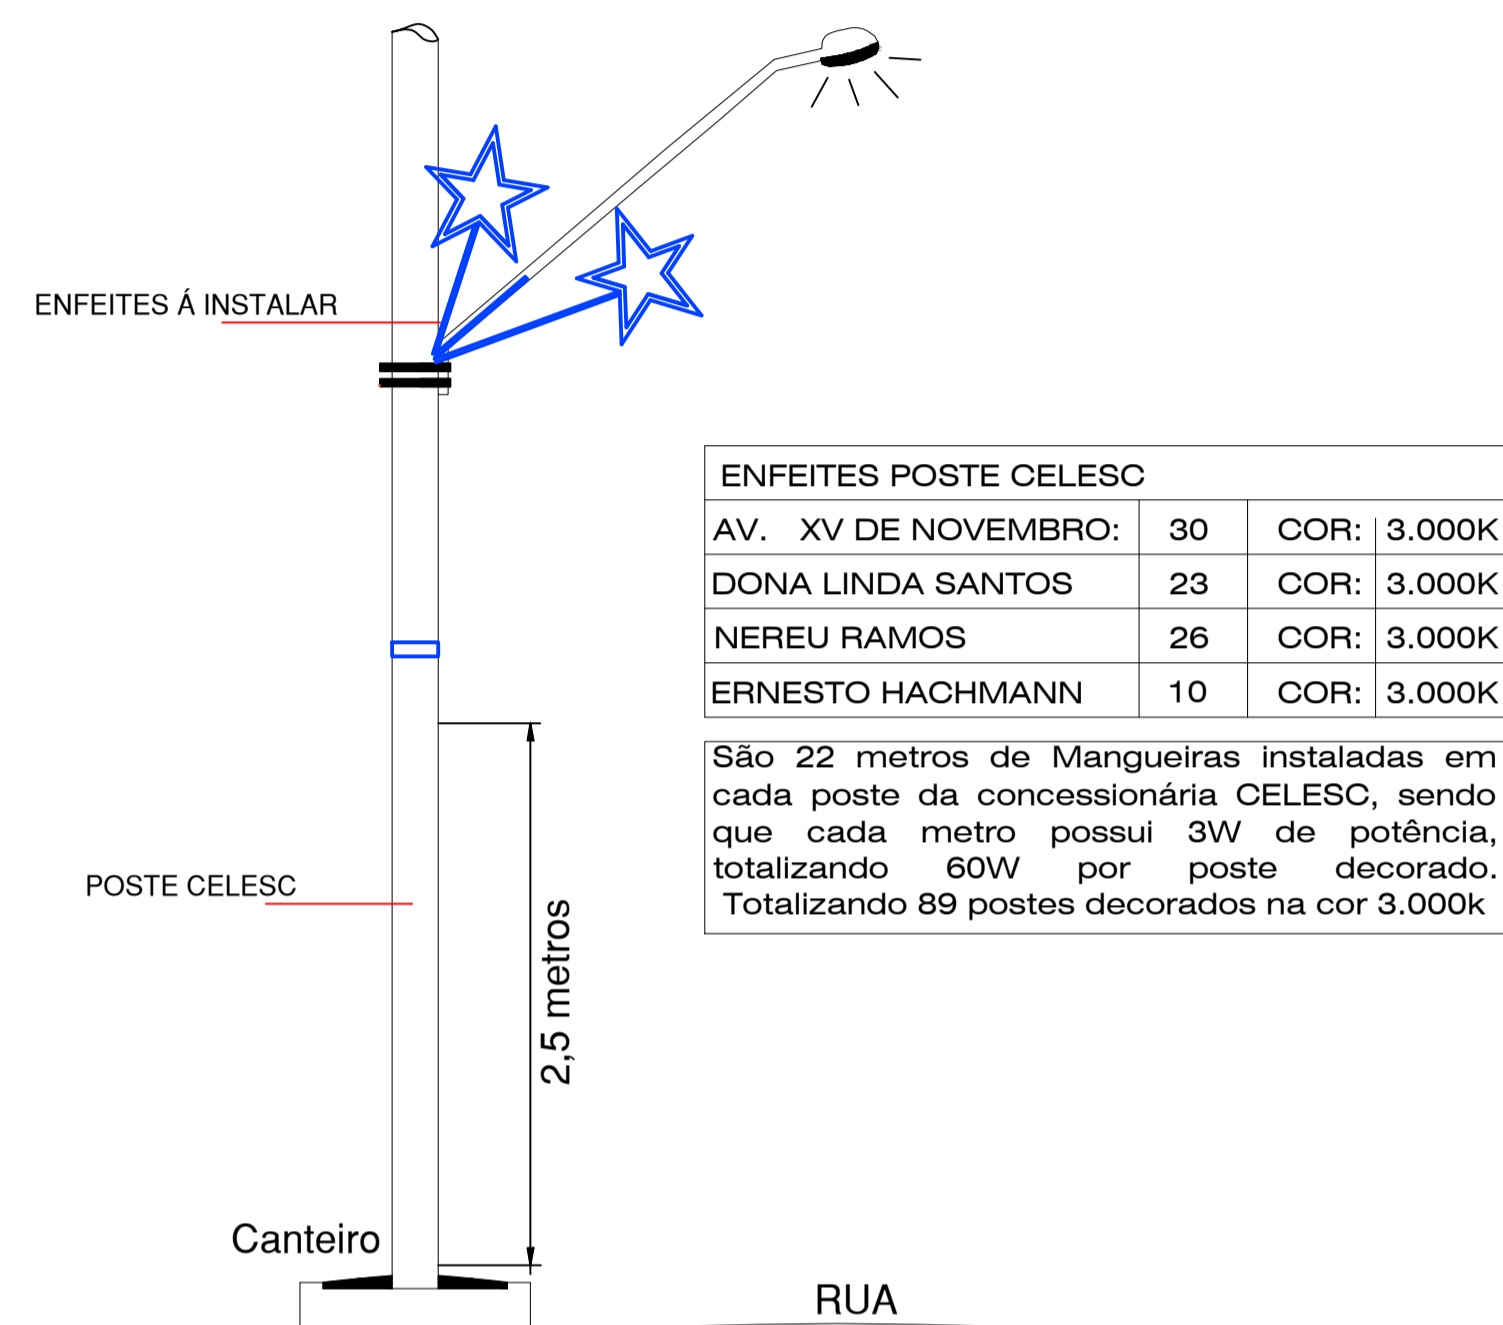 ENFEITES Á INSTALAR
ENFEITES POSTE CELESC
AV. XV DE NOVEMBRO: 30 COR: 3.000K
DONA LINDA SANTOS 23 COR: 3.000K
NEREU RAMOS 26 COR: 3.000K
ERNESTO HACHMANN 10 COR: 3.000K
São 22 metros de Mangueiras instaladas em
cada poste da concessionária CELESC, sendo
que cada metro possui 3W de potência,
totalizando 60W por poste decorado.
Totalizando 89 postes decorados na cor 3.000k
POSTE CELESC
2,5 metros
Canteiro
RUA